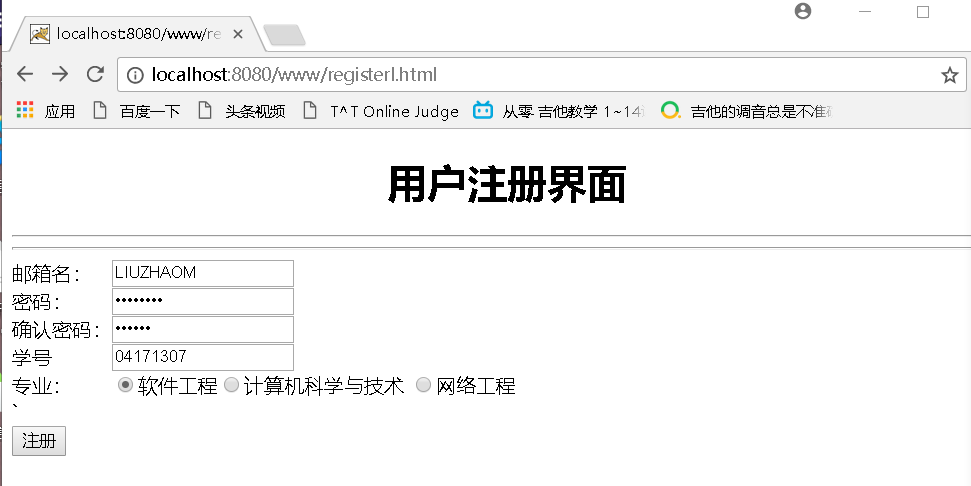 localhost:8080/www/re
localhost:8080/www/registerl.html
应用 百度一下 头条视频 T^T Online Judge 从零 吉他教学 1~14 吉他的调音总是不准
用户注册界面
邮箱名： LIUZHAOM
密码： ••••••••
确认密码： ••••••
学号 04171307
专业： 软件工程 计算机科学与技术 网络工程
`
注册